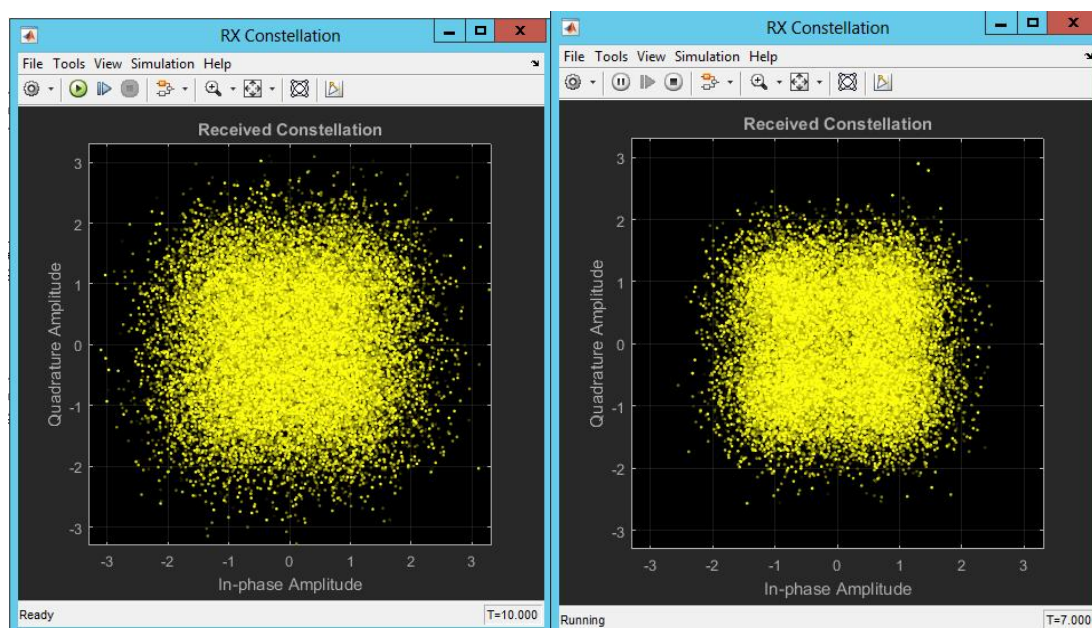 RX Constellation
File Tools View Simulation Help
Received Constellation
3
2
1
0
-1
-2
-3
Quadrature Amplitude
-3 -2 -1 0 1 2 3
In-phase Amplitude
Ready T=10.000
RX Constellation
File Tools View Simulation Help
Received Constellation
3
2
1
0
-1
-2
-3
Quadrature Amplitude
-3 -2 -1 0 1 2 3
In-phase Amplitude
Running T=7.000